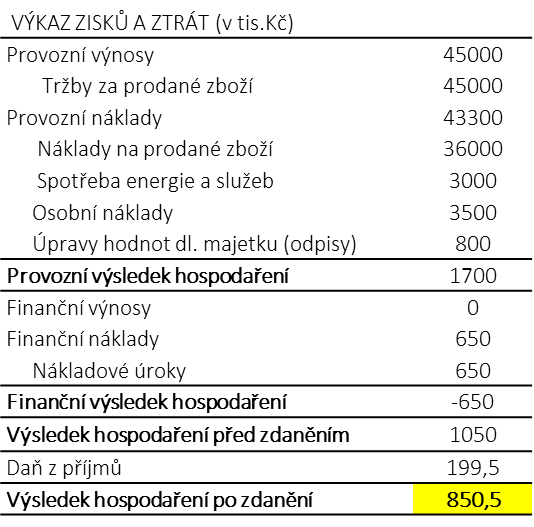 VÝKAZ ZISKŮ A ZTRÁT (v tis.Kč)
Provozní výnosy 45000
Tržby za prodané zboží 45000
Provozní náklady 43300
Náklady na prodané zboží 36000
Spotřeba energie a služeb 3000
Osobní náklady 3500
Úpravy hodnot dl. majetku (odpisy) 800
Provozní výsledek hospodaření 1700
Finanční výnosy 0
Finanční náklady 650
Nákladové úroky 650
Finanční výsledek hospodaření -650
Výsledek hospodaření před zdaněním 1050
Daň z příjmů 199,5
Výsledek hospodaření po zdanění 850,5